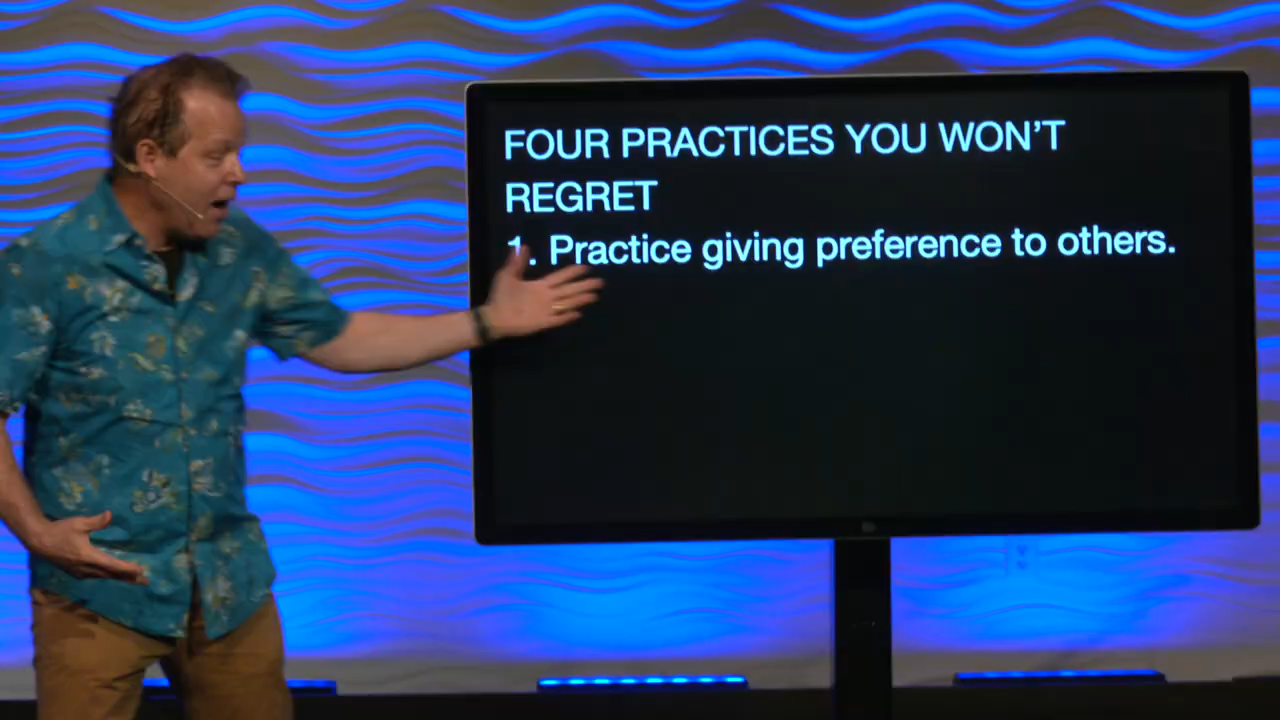 FOUR PRACTICES YOU WON'T
REGRET
1. Practice giving preference to others.